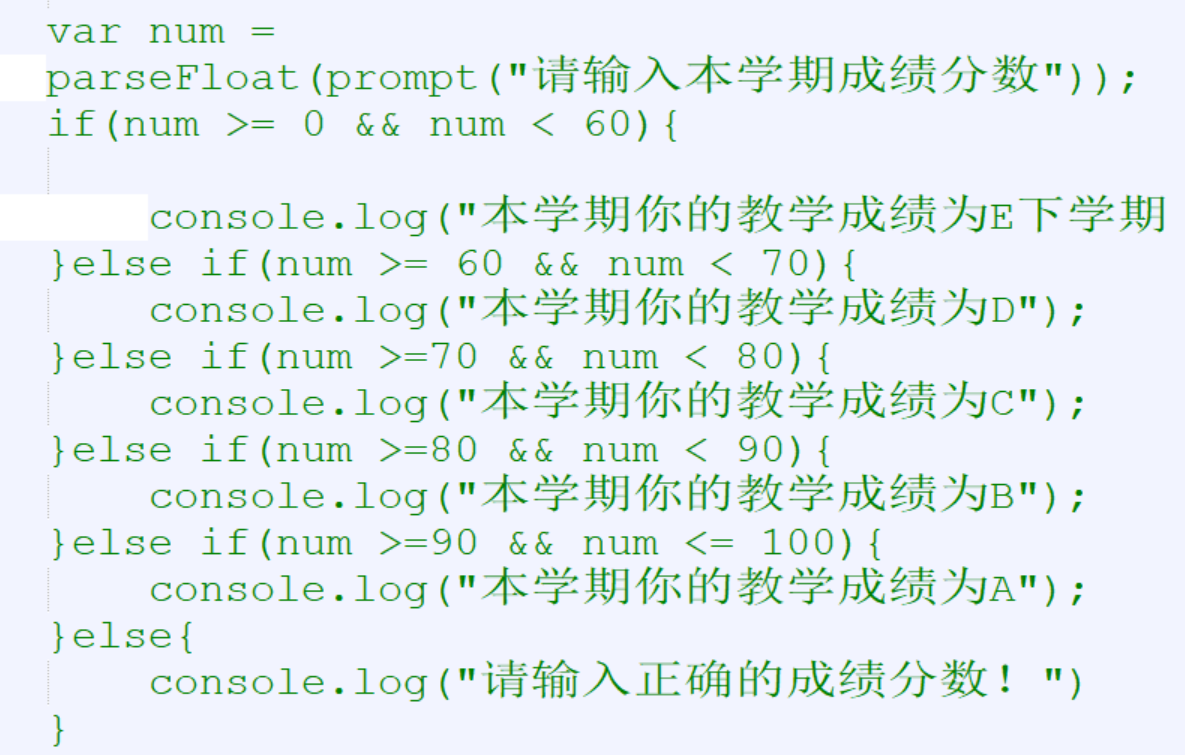 var num =
parseFloat(prompt("请输入本学期成绩分数"));
if(num >= 0 && num < 60){
console.log("本学期你的教学成绩为E下学期
}else if(num >= 60 && num < 70){
console.log("本学期你的教学成绩为D");
}else if(num >=70 && num < 80){
console.log("本学期你的教学成绩为C");
}else if(num >=80 && num < 90){
console.log("本学期你的教学成绩为B");
}else if(num >=90 && num <= 100){
console.log("本学期你的教学成绩为A");
}else{
console.log("请输入正确的成绩分数！")
}